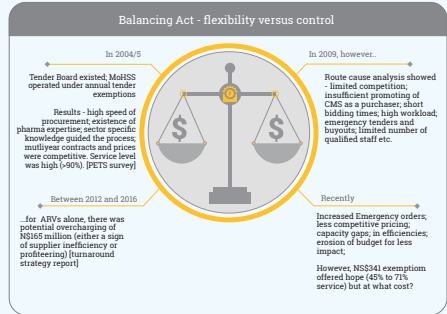 Balancing Act - flexibility versus control
In 2004/5
Tender Board existed; MoHSS
operated under annual tender
exemptions
Results - high speed of
procurement; existence of
pharma expertise; sector specific
knowledge guided the process;
mutliyear contracts and prices
were competitive. Service level
was high (>90%). [PETS survey]
In 2009, however..
Route cause analysis showed
- limited competition;
insufficient promoting of
CMS as a purchaser; short
bidding times; high workload;
emergency tenders and
buyouts; limited number of
qualified staff etc.
$
$
Between 2012 and 2016
...for ARVs alone, there was
potential overcharging of
N$165 million (either a sign
of supplier inefficiency or
profiteering) [turnaround
strategy report]
Recently
Increased Emergency orders;
less competitive pricing;
capacity gaps; in efficiencies;
erosion of budget for less
impact;
However, NS$341 exemptiom
offered hope (45% to 71%
service) but at what cost?